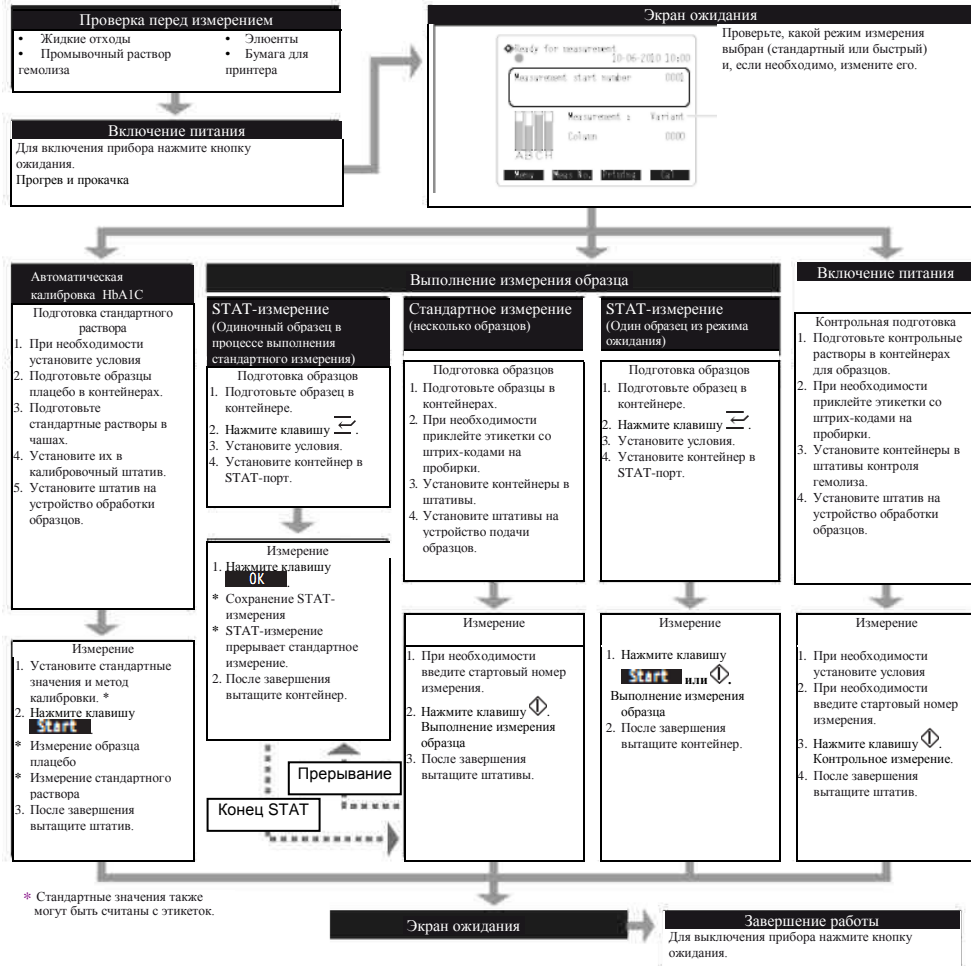 Проверка перед измерением
• Жидкие отходы
• Промывочный раствор
гемолиза
• Элюенты
• Бумага для
принтера
Включение питания
Для включения прибора нажмите кнопку
ожидания.
Прогрев и прокачка
Экран ожидания
Ready for measurement
10-06-2010 10:00
Measurement start number 0001
Measurement : Variant
Column 0000
A B C H
Menu Meas No. Printing Cal
Проверьте, какой режим измерения
выбран (стандартный или быстрый)
и, если необходимо, измените его.
Автоматическая
калибровка HbA1C
Подготовка стандартного
раствора
1. При необходимости
установите условия
2. Подготовьте образцы
плацебо в контейнерах.
3. Подготовьте
стандартные растворы в
чашах.
4. Установите их в
калибровочный штатив.
5. Установите штатив на
устройство обработки
образцов.
Измерение
1. Установите стандартные
значения и метод
калибровки. *
2. Нажмите клавишу
Start.
* Измерение образца
плацебо
* Измерение стандартного
раствора
3. После завершения
вытащите штатив.
Выполнение измерения образца
STAT-измерение
(Одиночный образец в
процессе выполнения
стандартного измерения)
Подготовка образцов
1. Подготовьте образец в
контейнере.
2. Нажмите клавишу .
3. Установите условия.
4. Установите контейнер в
STAT-порт.
Измерение
1. Нажмите клавишу
OK .
* Сохранение STAT-
измерения
* STAT-измерение
прерывает стандартное
измерение.
2. После завершения
вытащите контейнер.
Прерывание
Конец STAT
Стандартное измерение
(несколько образцов)
Подготовка образцов
1. Подготовьте образцы в
контейнерах.
2. При необходимости
приклейте этикетки со
штрих-кодами на
пробирки.
3. Установите контейнеры в
штативы.
4. Установите штативы на
устройство подачи
образцов.
Измерение
1. При необходимости
введите стартовый номер
измерения.
2. Нажмите клавишу .
Выполнение измерения
образца
3. После завершения
вытащите штативы.
STAT-измерение
(Один образец из режима
ожидания)
Подготовка образцов
1. Подготовьте образец в
контейнере.
2. Нажмите клавишу .
3. Установите условия.
4. Установите контейнер в
STAT-порт.
Измерение
1. Нажмите клавишу
Start или .
Выполнение измерения
образца
2. После завершения
вытащите контейнер.
Включение питания
Контрольная подготовка
1. Подготовьте контрольные
растворы в контейнерах
для образцов.
2. При необходимости
приклейте этикетки со
штрих-кодами на
пробирки.
3. Установите контейнеры в
штативы контроля
гемолиза.
4. Установите штатив на
устройство обработки
образцов.
Измерение
1. При необходимости
установите условия
2. При необходимости
введите стартовый номер
измерения.
3. Нажмите клавишу .
Контрольное измерение.
4. После завершения
вытащите штатив.
* Стандартные значения также
могут быть считаны с этикеток.
Экран ожидания
Завершение работы
Для выключения прибора нажмите кнопку
ожидания.